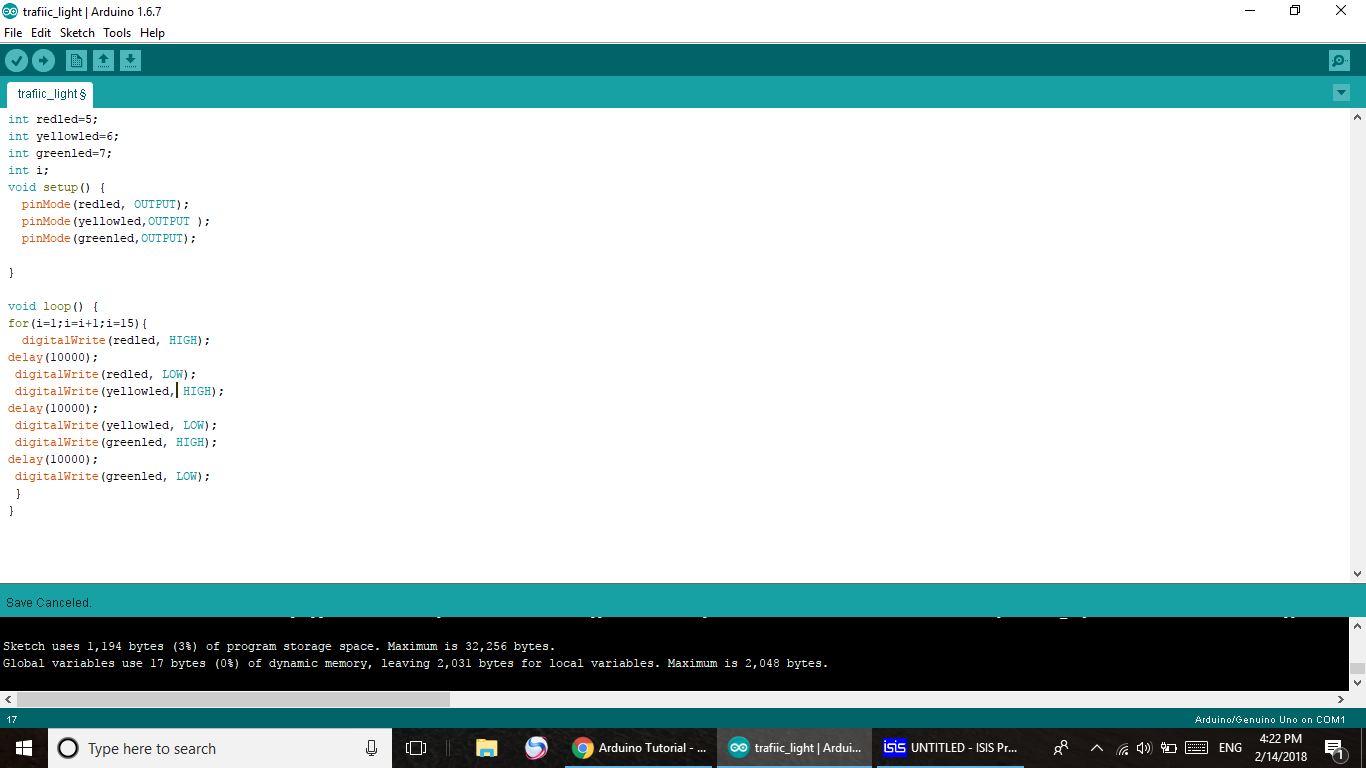 trafiic_light | Arduino 1.6.7
File Edit Sketch Tools Help
trafiic_light §
int redled=5;
int yellowled=6;
int greenled=7;
int i;
void setup() {
  pinMode(redled, OUTPUT);
  pinMode(yellowled,OUTPUT );
  pinMode(greenled,OUTPUT);
}
void loop() {
for(i=1;i=i+1;i=15){
  digitalWrite(redled, HIGH);
delay(10000);
 digitalWrite(redled, LOW);
 digitalWrite(yellowled, HIGH);
delay(10000);
 digitalWrite(yellowled, LOW);
 digitalWrite(greenled, HIGH);
delay(10000);
 digitalWrite(greenled, LOW);
 }
}
Save Canceled.
Sketch uses 1,194 bytes (3%) of program storage space. Maximum is 32,256 bytes.
Global variables use 17 bytes (0%) of dynamic memory, leaving 2,031 bytes for local variables. Maximum is 2,048 bytes.
17 Arduino/Genuino Uno on COM1
Type here to search
Arduino Tutorial - ...
trafiic_light | Ardui...
isis UNTITLED - ISIS Pr...
ENG
4:22 PM
2/14/2018
1